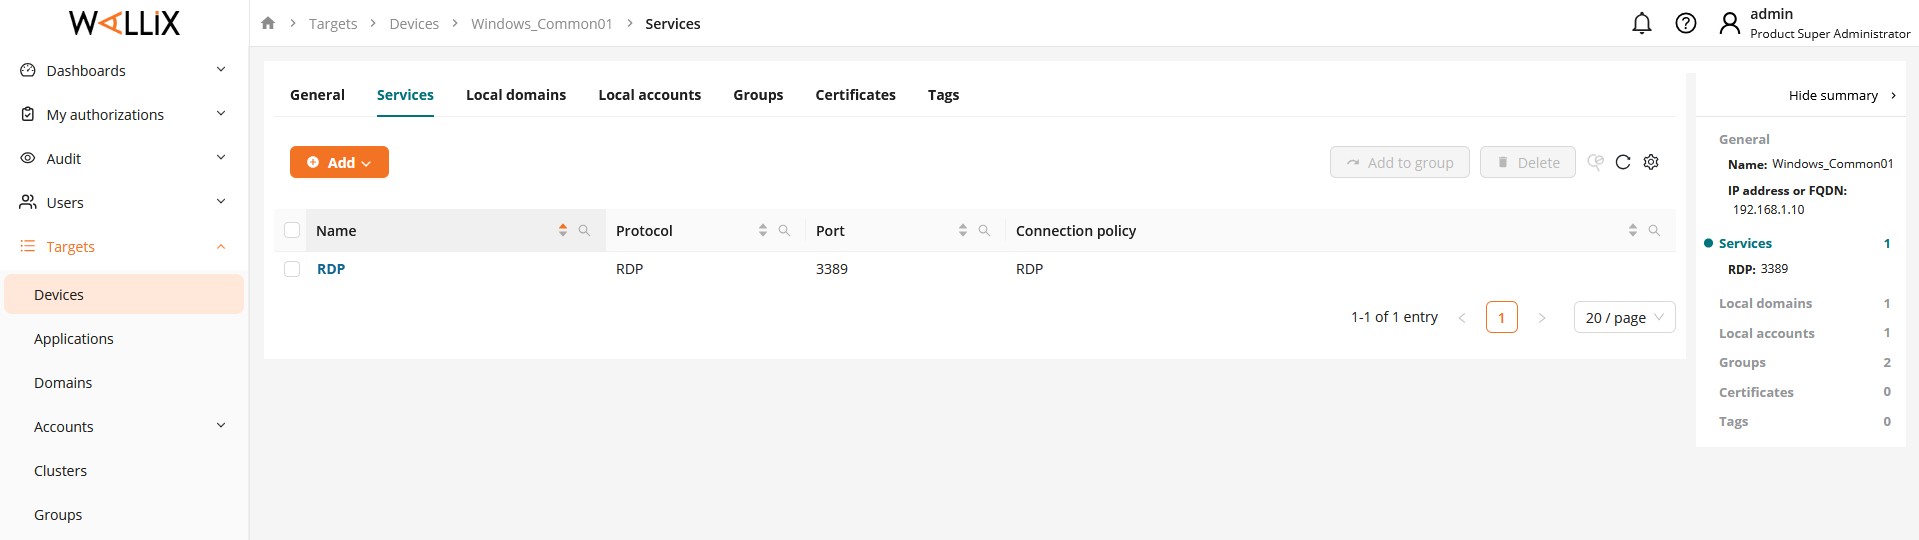 WALLIX
Targets
Devices
Windows_Common01
Services
admin
Product Super Administrator
Dashboards
My authorizations
Audit
Users
Targets
Devices
Applications
Domains
Accounts
Clusters
Groups
General
Services
Local domains
Local accounts
Groups
Certificates
Tags
Add
Add to group
Delete
Name
Protocol
Port
Connection policy
RDP
RDP
3389
RDP
1-1 of 1 entry
1
20 / page
Hide summary
General
Name: Windows_Common01
IP address or FQDN:
192.168.1.10
Services 1
RDP: 3389
Local domains 1
Local accounts 1
Groups 2
Certificates 0
Tags 0